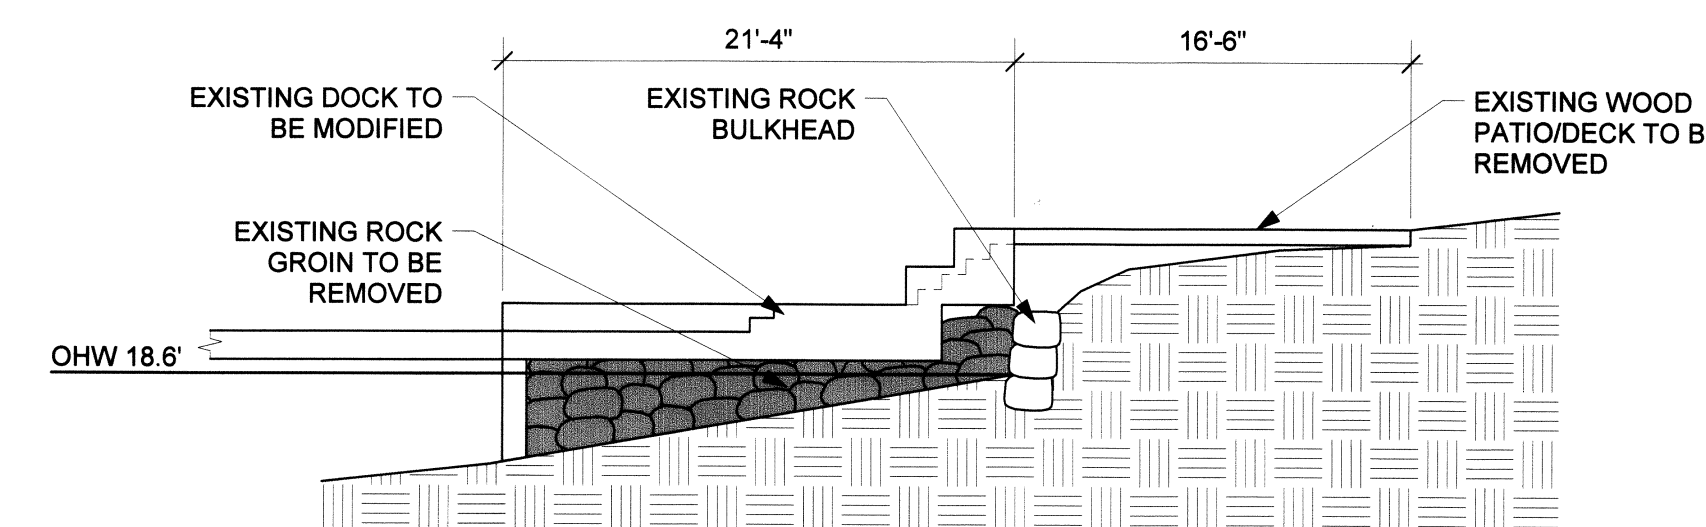 21'-4"
16'-6"
EXISTING DOCK TO
BE MODIFIED
EXISTING ROCK
BULKHEAD
EXISTING WOOD
PATIO/DECK TO B
REMOVED
EXISTING ROCK
GROIN TO BE
REMOVED
OHW 18.6'